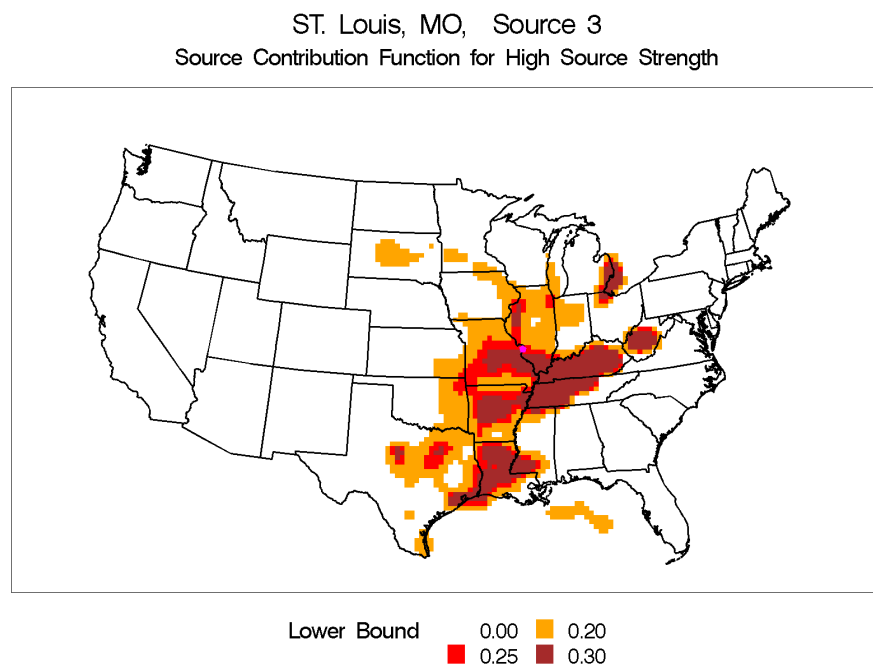 ST. Louis, MO, Source 3
Source Contribution Function for High Source Strength
Lower Bound 0.00 0.20
0.25 0.30